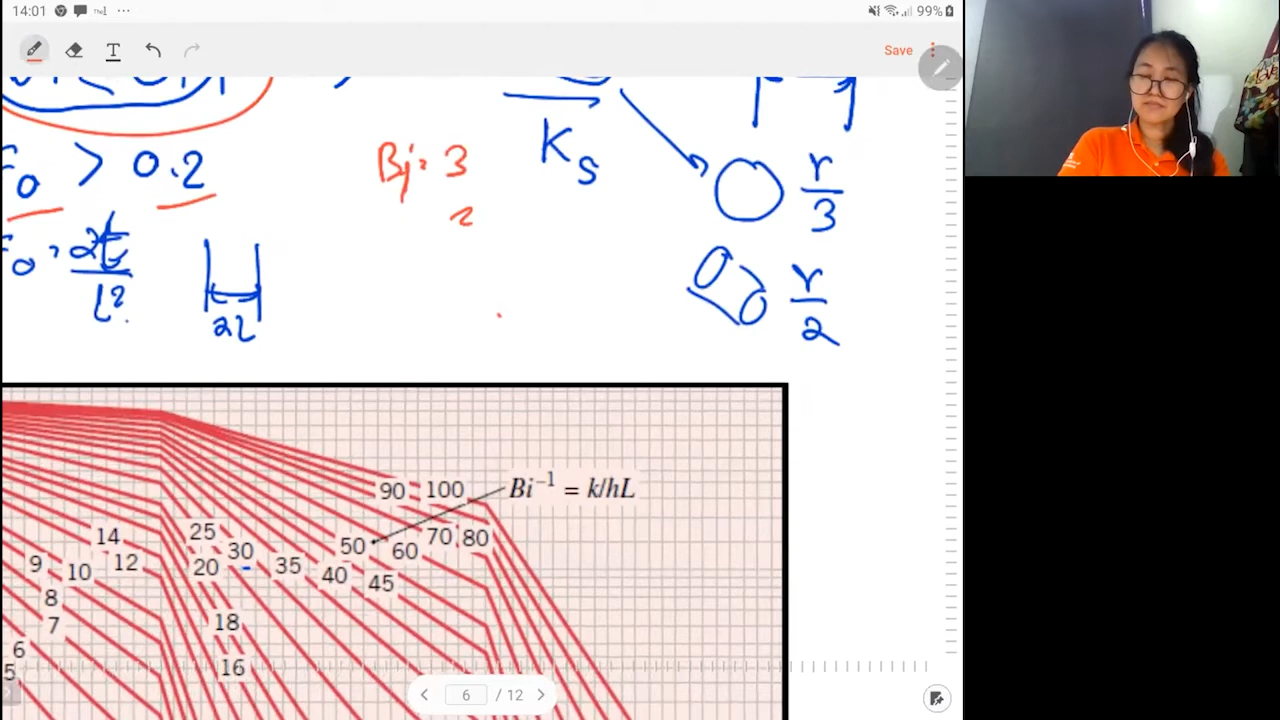 14:01
99%
T
Save
Fo > 0.2
Bi = 3
2
Ks
r/3
Fo = αt/L²
2L
r/2
90 100
Bi⁻¹ = k/hL
14 25 30 50 60 70 80
9 10 12 20 35 40 45
8
7 18
6
5 16
6 / 12